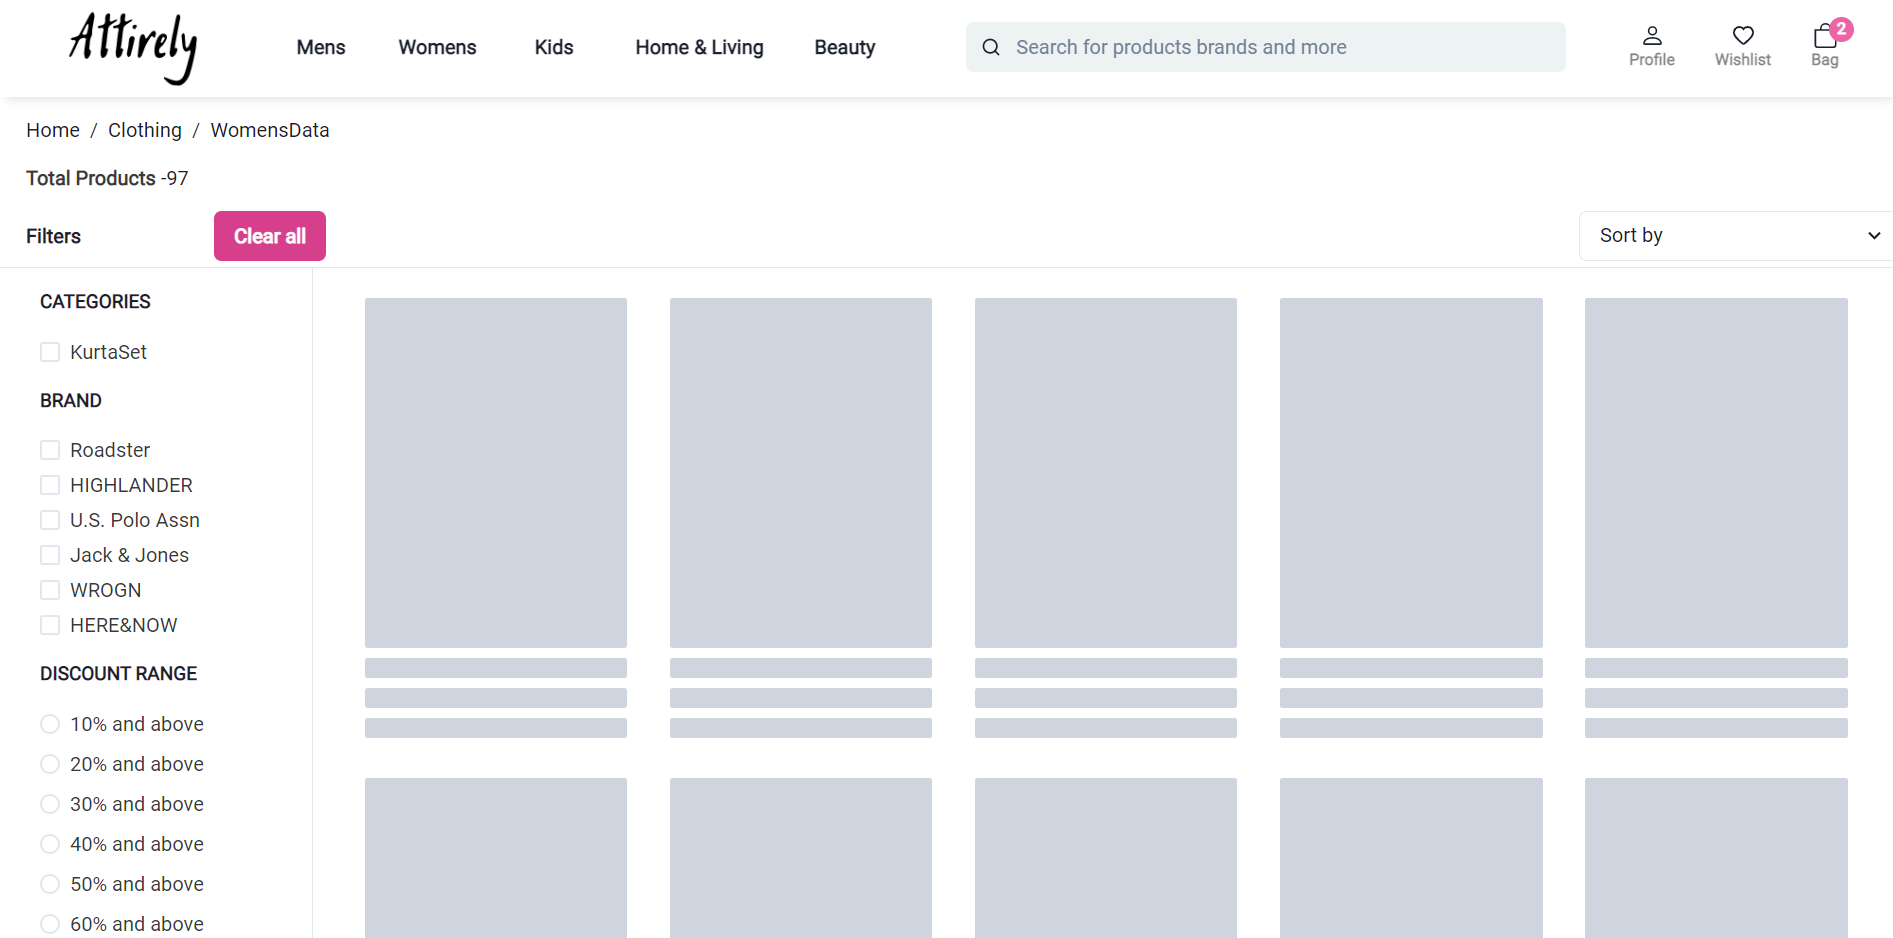 Attirely
Mens Womens Kids Home & Living Beauty
Search for products brands and more
Profile Wishlist Bag 2
Home / Clothing / WomensData
Total Products -97
Filters Clear all Sort by
CATEGORIES
KurtaSet
BRAND
Roadster
HIGHLANDER
U.S. Polo Assn
Jack & Jones
WROGN
HERE&NOW
DISCOUNT RANGE
10% and above
20% and above
30% and above
40% and above
50% and above
60% and above